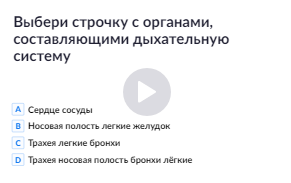 Выбери строчку с органами,
составляющими дыхательную
систему
A Сердце сосуды
B Носовая полость легкие желудок
C Трахея легкие бронхи
D Трахея носовая полость бронхи лёгкие